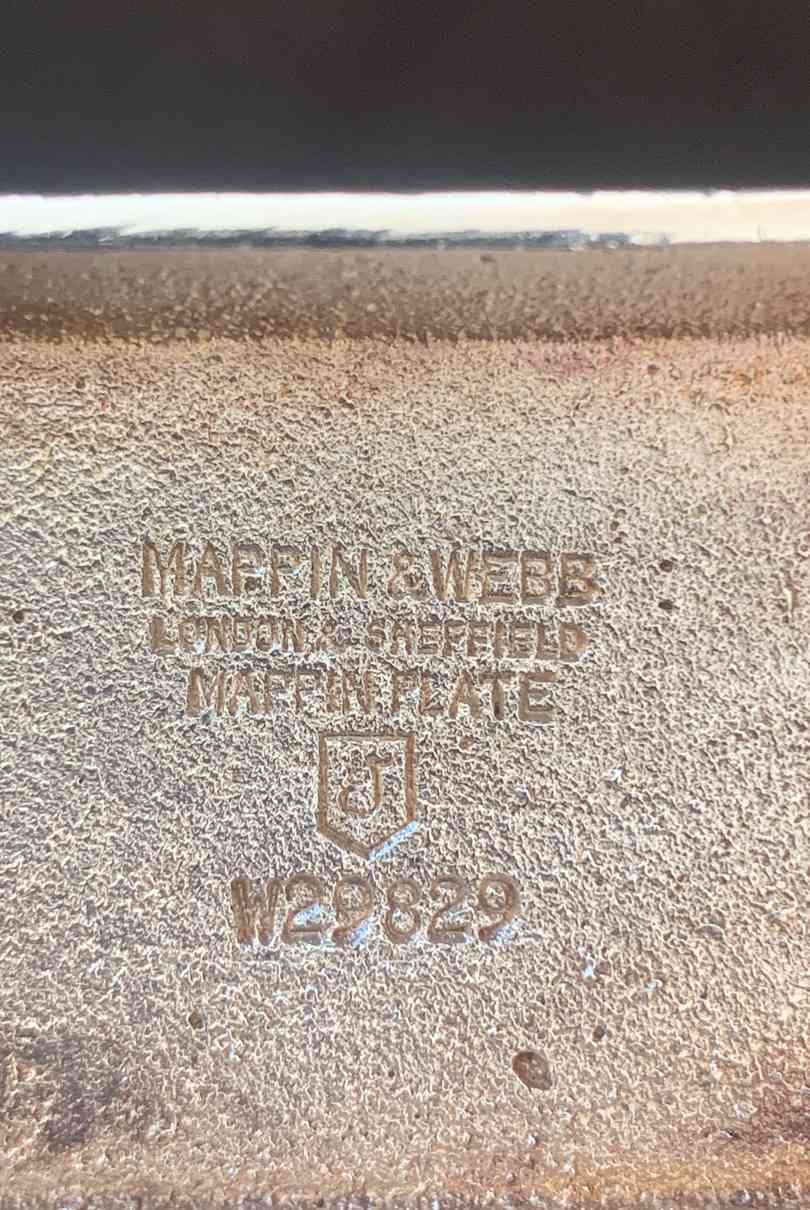 MAPPIN & WEBB
LONDON & SHEFFIELD
MAPPIN PLATE
J
W29829